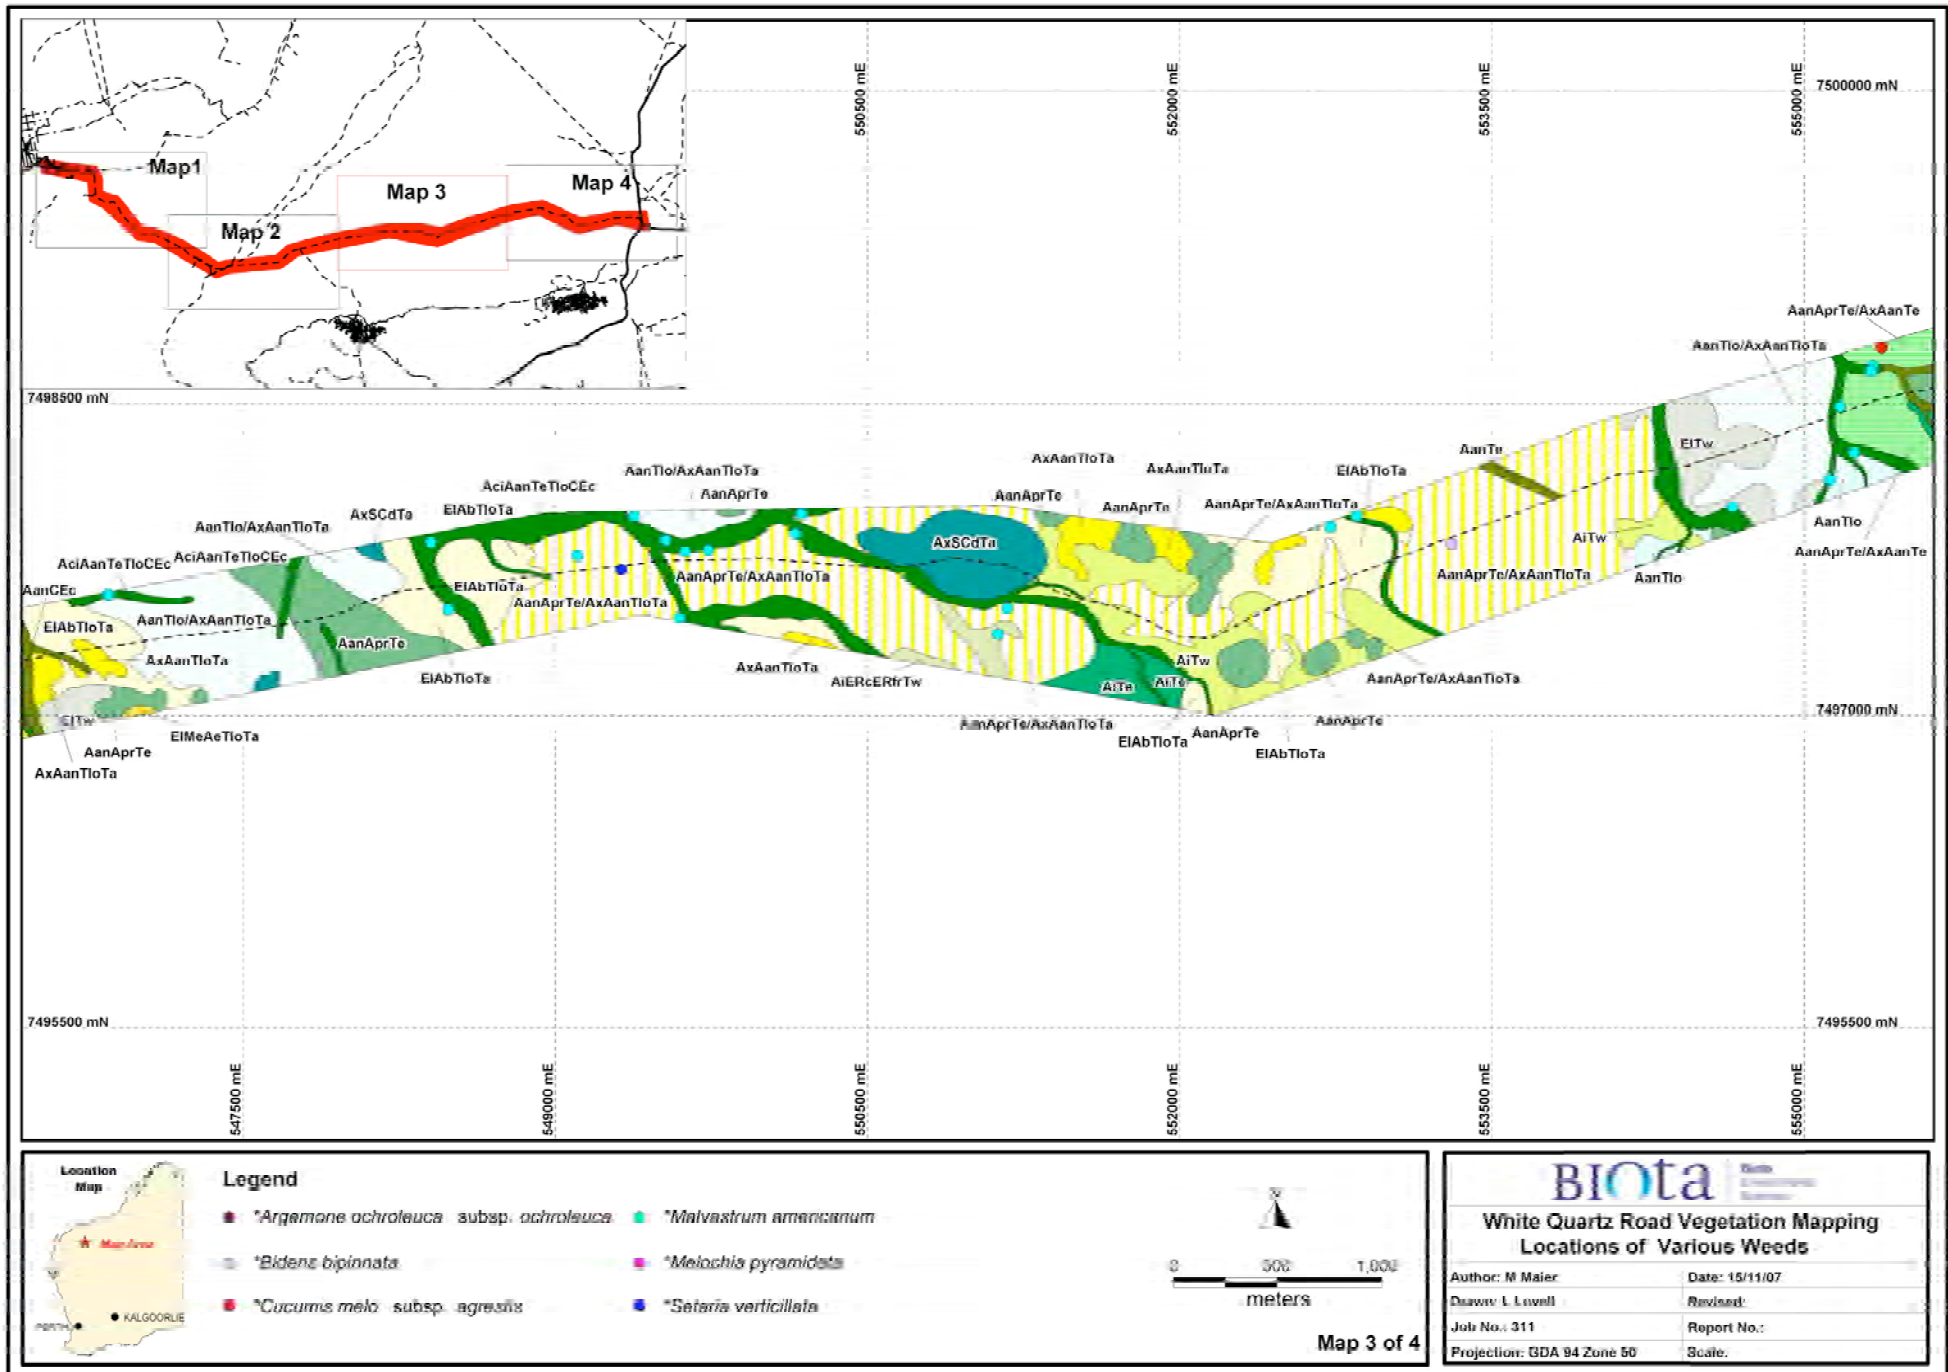 Map1
Map 2
Map 3
Map 4
550500 mE
552000 mE
553500 mE
555000 mE
7500000 mN
AanAprTe/AxAanTe
AanTlo/AxAanTloTa
7498500 mN
AanTe
ElTw
AxAanTloTa
AxAanTloTa
ElAbTloTa
AanTlo/AxAanTloTa
AciAanTeTloCEc
AanAprTe
AanAprTe
AanAprTe
AanAprTe/AxAanTloTa
ElAbTloTa
AxSCdTa
AanTlo/AxAanTloTa
AanTlo
AiTw
AxSCdTa
AanAprTe/AxAanTe
AciAanTeTloCEc
AciAanTeTloCEc
AanAprTe/AxAanTloTa
AanAprTe/AxAanTloTa
AanTlo
AanCEc
ElAbTloTa
AanAprTe/AxAanTloTa
AanTlo/AxAanTloTa
ElAbTloTa
AanAprTe
AxAanTloTa
AiTw
AxAanTloTa
ElAbTloTa
AiERcERfrTw
AiTe
AiTe
AanAprTe/AxAanTloTa
ElTw
AanAprTe/AxAanTloTa
AanAprTe
7497000 mN
ElMeAeTloTa
AanAprTe
ElAbTloTa
AanAprTe
ElAbTloTa
AxAanTloTa
7495500 mN
7495500 mN
547500 mE
549000 mE
550500 mE
552000 mE
553500 mE
555000 mE
Location
Map
Map Area
KALGOORLIE
PERTH
Legend
*Argemone ochroleuca subsp. ochroleuca
*Malvastrum americanum
*Bidens bipinnata
*Melochia pyramidata
*Cucumis melo subsp. agrestis
*Setaria verticillata
N
0 500 1,000
meters
Map 3 of 4
BIOta
White Quartz Road Vegetation Mapping
Locations of Various Weeds
Author: M Maier
Date: 15/11/07
Drawn: L Lovell
Revised:
Job No.: 311
Report No.:
Projection: GDA 94 Zone 50
Scale: